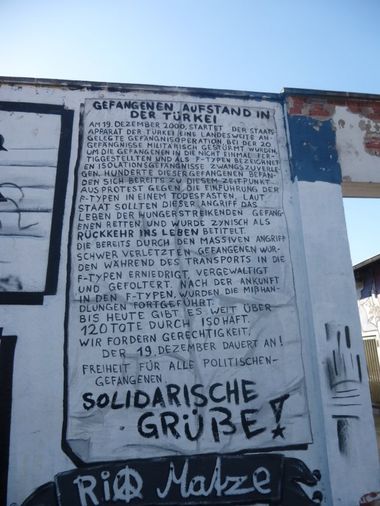 GEFANGENEN AUFSTAND IN
DER TÜRKEI
AM 19. DEZEMBER 2000, STARTET DER STAATS
APPARAT DER TÜRKEI EINE LANDESWEITE AN-
GELEGTE GEFÄNGNISOPERATION BEI DER 20
GEFÄNGNISSE MILITÄRISCH GESTÜRMT WURDEN,
UM DIE GEFANGENEN IN DIE NICHT EINMAL FER-
TIGGESTELLTEN UND ALS F-TYPEN BEZEICHNET-
EN ISOLATIONSGEFÄNGNISSE ZWANGSZUVERLE-
GEN. HUNDERTE DIESER GEFANGENEN BEFAN-
DEN SICH BEREITS ZU DIESEM ZEITPUNKT,
AUS PROTEST GEGEN DIE EINFÜHRUNG DER
F-TYPEN IN EINEM TODESFASTEN, LAUT
STAAT SOLLTEN DIESER ANGRIFF DAS
LEBEN DER HUNGERSTREIKENDEN GEFANG-
ENEN RETTEN UND WURDE ZYNISCH ALS
RÜCKKEHR INS LEBEN BETITELT.
DIE BEREITS DURCH DEN MASSIVEN ANGRIFF
SCHWER VERLETZTEN GEFANGENEN WUR-
DEN WÄHREND DES TRANSPORTS IN DIE
F-TYPEN ERNIEDRIGT, VERGEWALTIGT
UND GEFOLTERT. NACH DER ANKUNFT
IN DEN F-TYPEN, WURDEN DIE MIßHAN-
DLUNGEN FORTGEFÜHRT.
BIS HEUTE GIBT ES WEIT ÜBER
120 TOTE DURCH ISOHAFT.
WIR FORDERN GERECHTIGKEIT,
DER 19. DEZEMBER DAUERT AN!
FREIHEIT FÜR ALLE POLITISCHEN-
GEFANGENEN
SOLIDARISCHE
GRÜßE!
RiA Matze